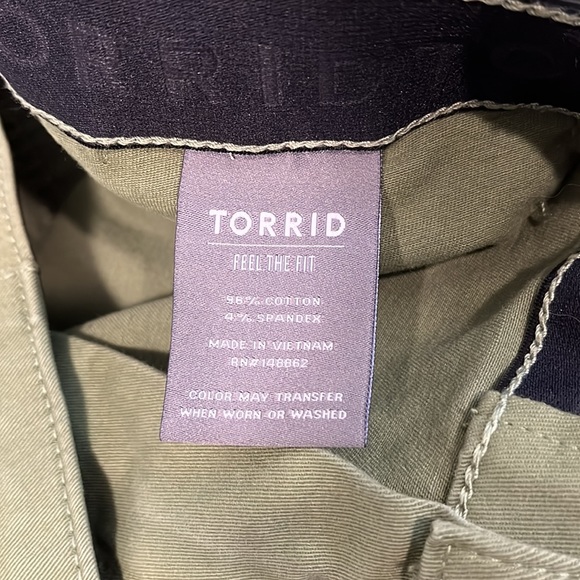 ORRID
TORRID
FEEL THE FIT
96% COTTON
4% SPANDEX
MADE IN VIETNAM
RN#148862
COLOR MAY TRANSFER
WHEN WORN OR WASHED